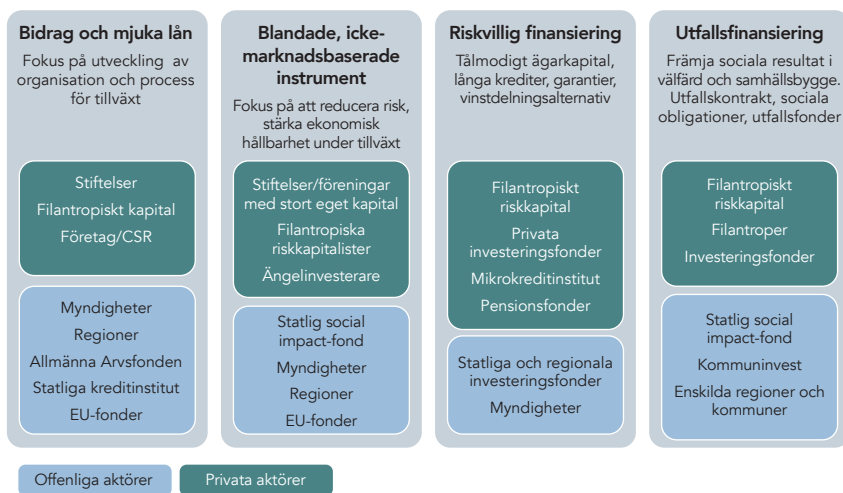 Bidrag och mjuka lån
Fokus på utveckling av
organisation och process
för tillväxt
Stiftelser
Filantropiskt kapital
Företag/CSR
Myndigheter
Regioner
Allmänna Arvsfonden
Statliga kreditinstitut
EU-fonder
Blandade, icke-
marknadsbaserade
instrument
Fokus på att reducera risk,
stärka ekonomisk
hållbarhet under tillväxt
Stiftelser/föreningar
med stort eget kapital
Filantropiska
riskkapitalister
Ängelinvesterare
Statlig social
impact-fond
Myndigheter
Regioner
EU-fonder
Riskvillig finansiering
Tålmodigt ägarkapital,
långa krediter, garantier,
vinstdelningsalternativ
Filantropiskt
riskkapital
Privata
investeringsfonder
Mikrokreditinstitut
Pensionsfonder
Statliga och regionala
investeringsfonder
Myndigheter
Utfallsfinansiering
Främja sociala resultat i
välfärd och samhällsbygge.
Utfallskontrakt, sociala
obligationer, utfallsfonder
Filantropiskt
riskkapital
Filantroper
Investeringsfonder
Statlig social
impact-fond
Kommuninvest
Enskilda regioner och
kommuner
Offenliga aktörer
Privata aktörer